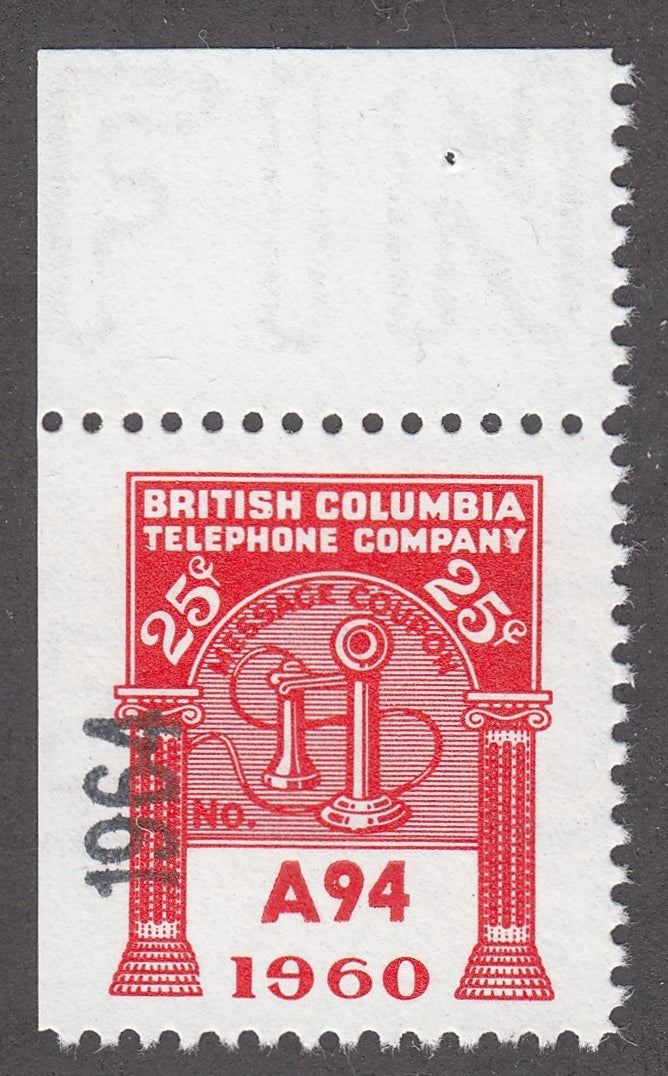 BRITISH COLUMBIA
TELEPHONE COMPANY
25¢ 25¢
MESSAGE COUPON
NO.
A94
1960
1964